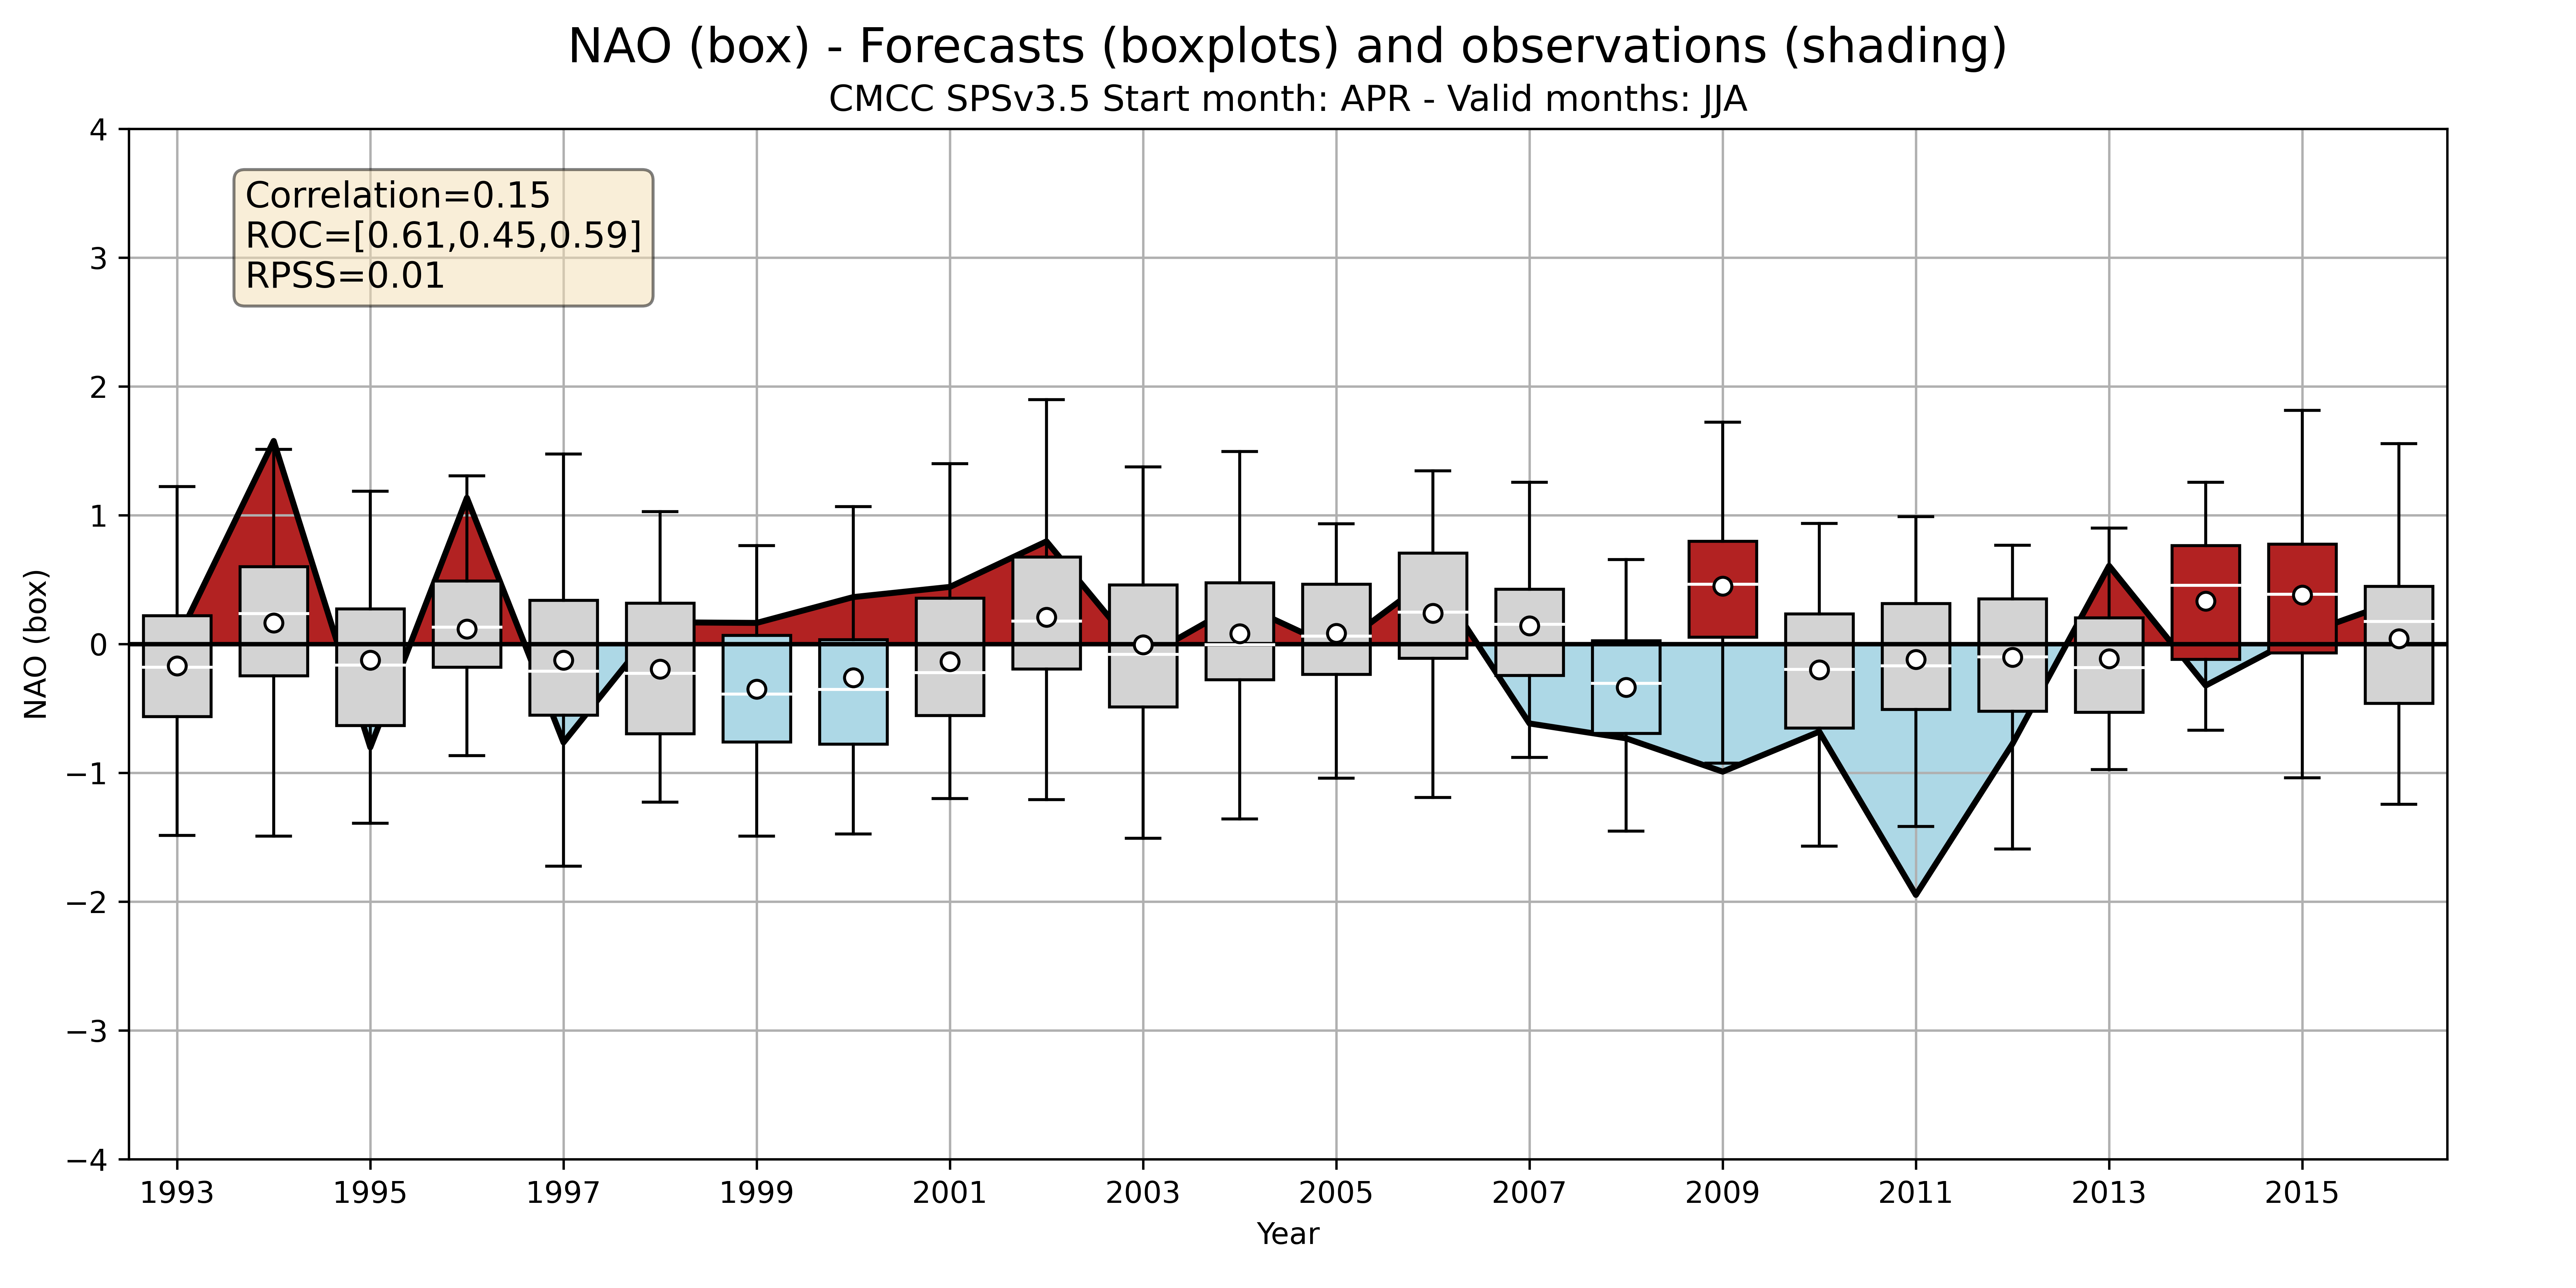 NAO (box) - Forecasts (boxplots) and observations (shading)
CMCC SPSv3.5 Start month: APR - Valid months: JJA
Correlation=0.15
ROC=[0.61,0.45,0.59]
RPSS=0.01
NAO (box)
4
3
2
1
0
−1
−2
−3
−4
1993 1995 1997 1999 2001 2003 2005 2007 2009 2011 2013 2015
Year